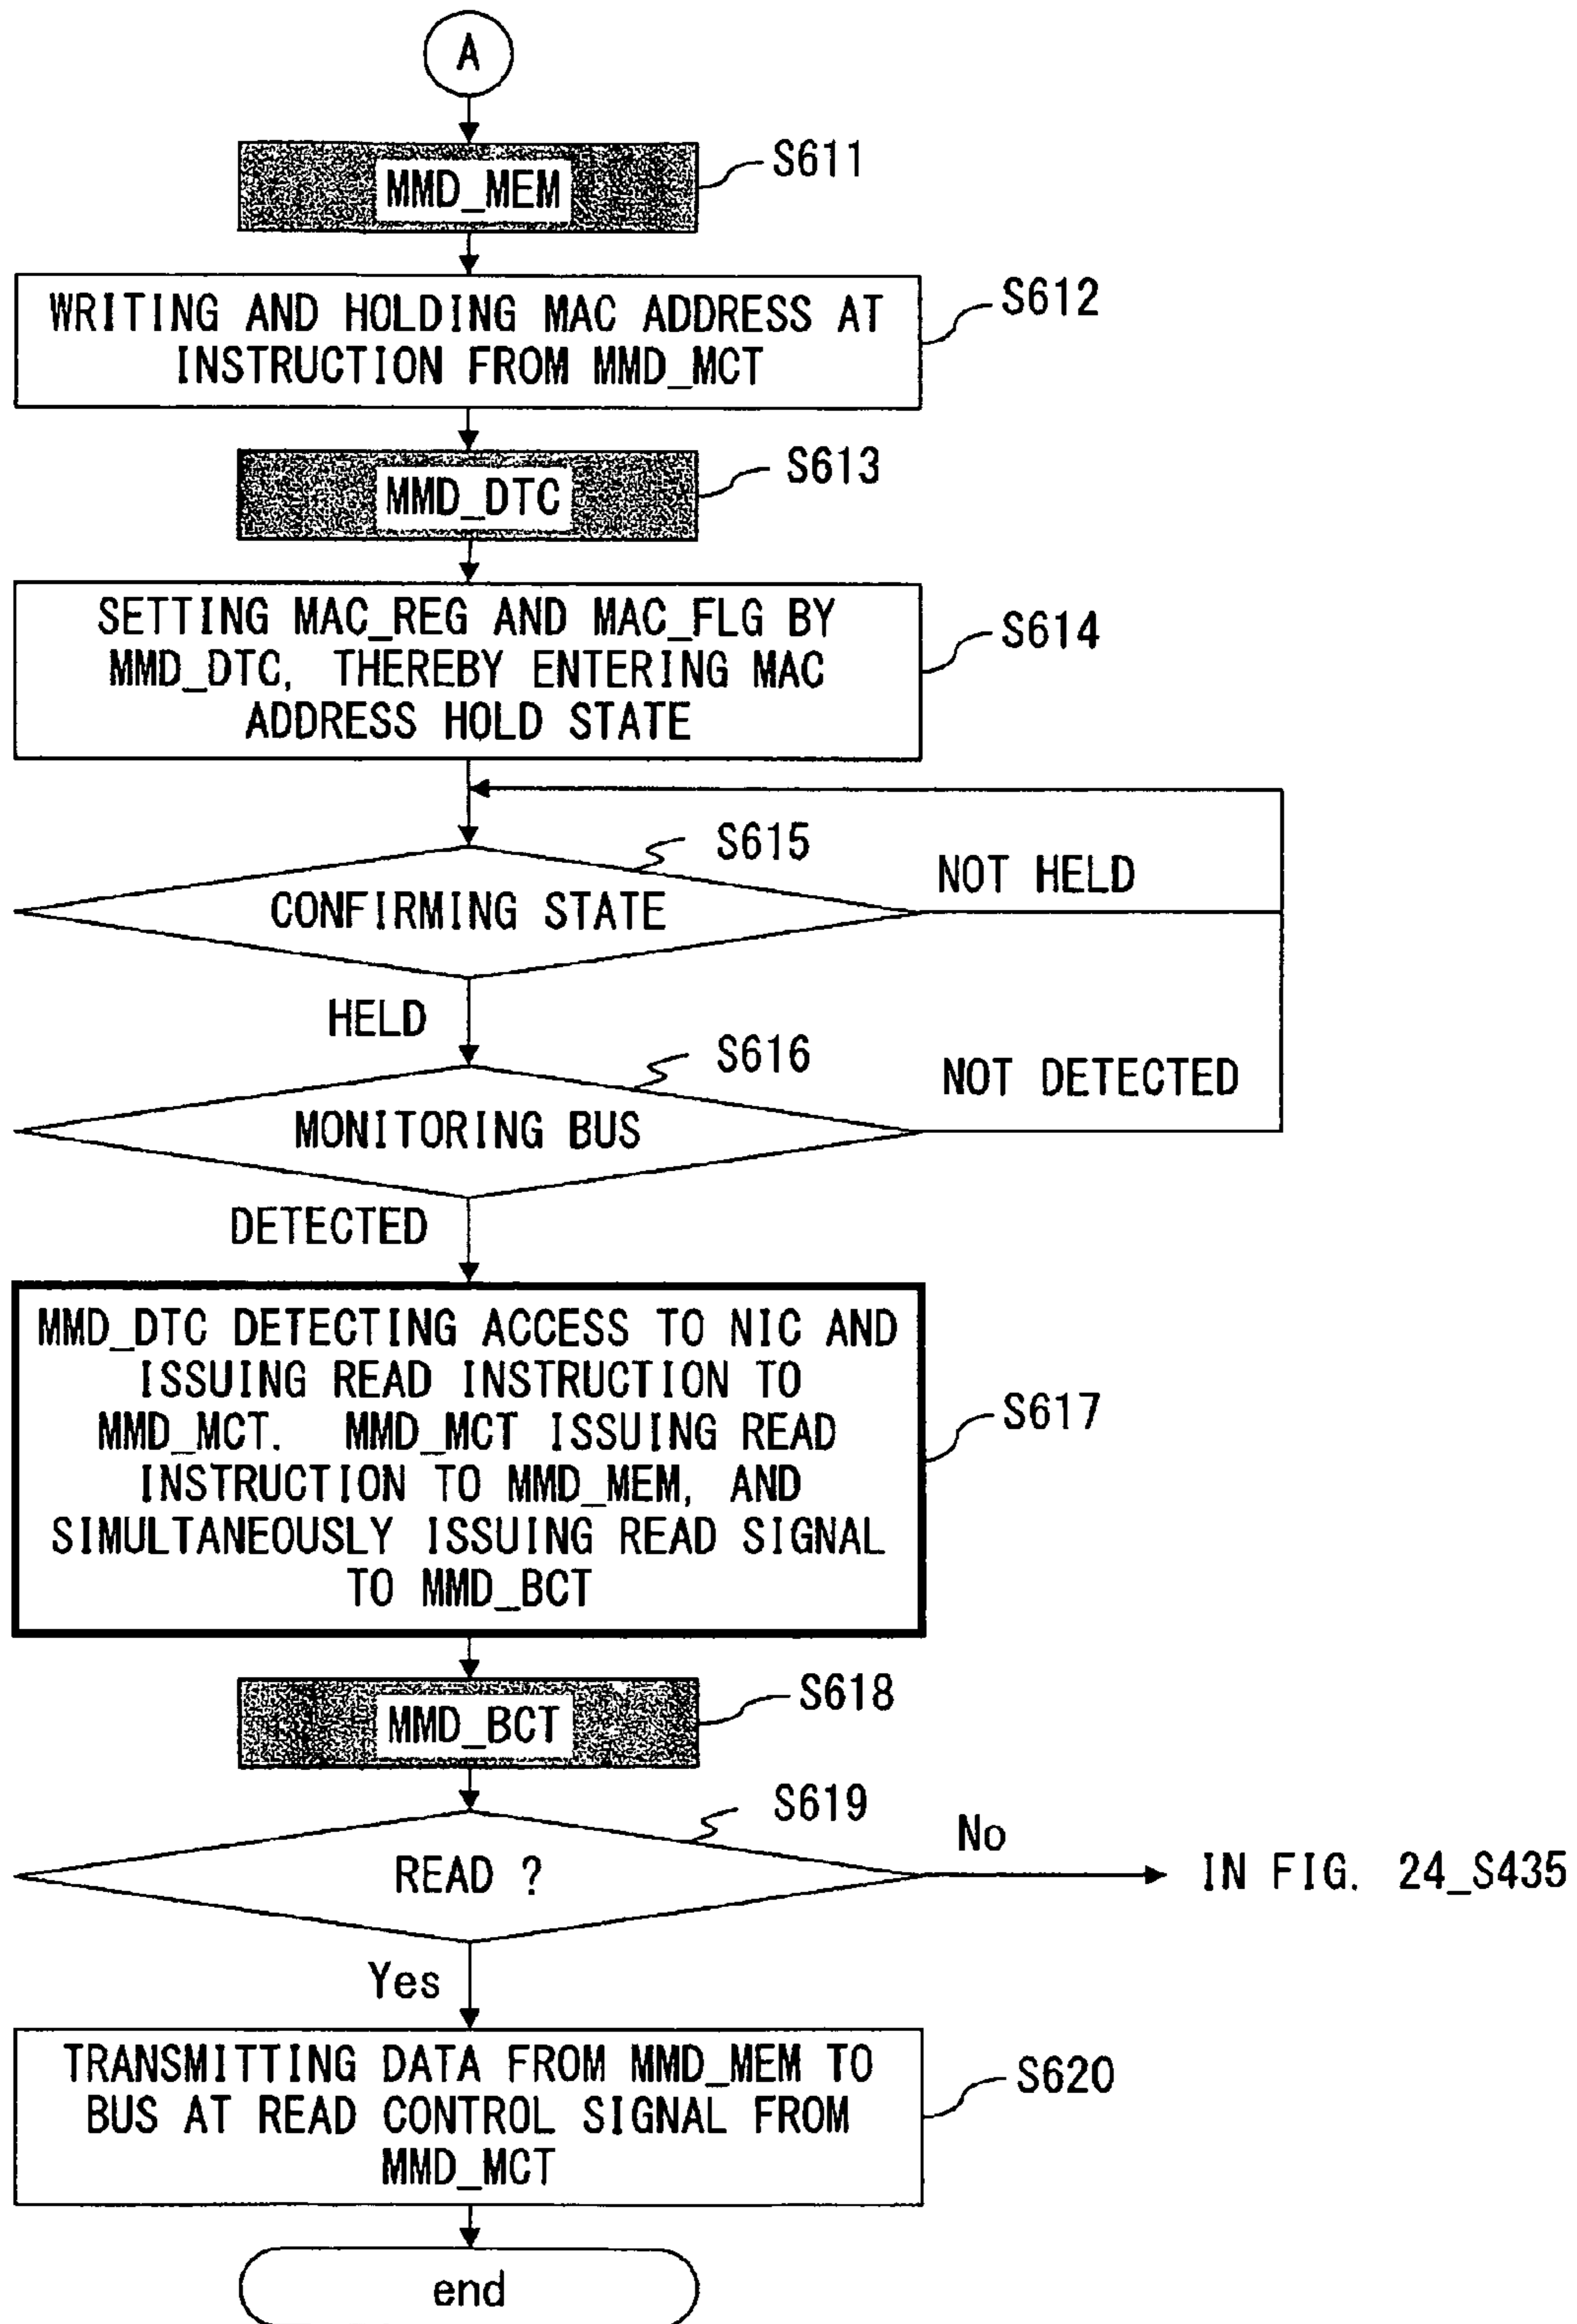 A
MMD_MEM
S611
WRITING AND HOLDING MAC ADDRESS AT
INSTRUCTION FROM MMD_MCT
S612
MMD_DTC
S613
SETTING MAC_REG AND MAC_FLG BY
MMD_DTC, THEREBY ENTERING MAC
ADDRESS HOLD STATE
S614
S615
CONFIRMING STATE
NOT HELD
HELD
S616
MONITORING BUS
NOT DETECTED
DETECTED
MMD_DTC DETECTING ACCESS TO NIC AND
ISSUING READ INSTRUCTION TO
MMD_MCT. MMD_MCT ISSUING READ
INSTRUCTION TO MMD_MEM, AND
SIMULTANEOUSLY ISSUING READ SIGNAL
TO MMD_BCT
S617
MMD_BCT
S618
S619
READ ?
No
IN FIG. 24_S435
Yes
TRANSMITTING DATA FROM MMD_MEM TO
BUS AT READ CONTROL SIGNAL FROM
MMD_MCT
S620
end